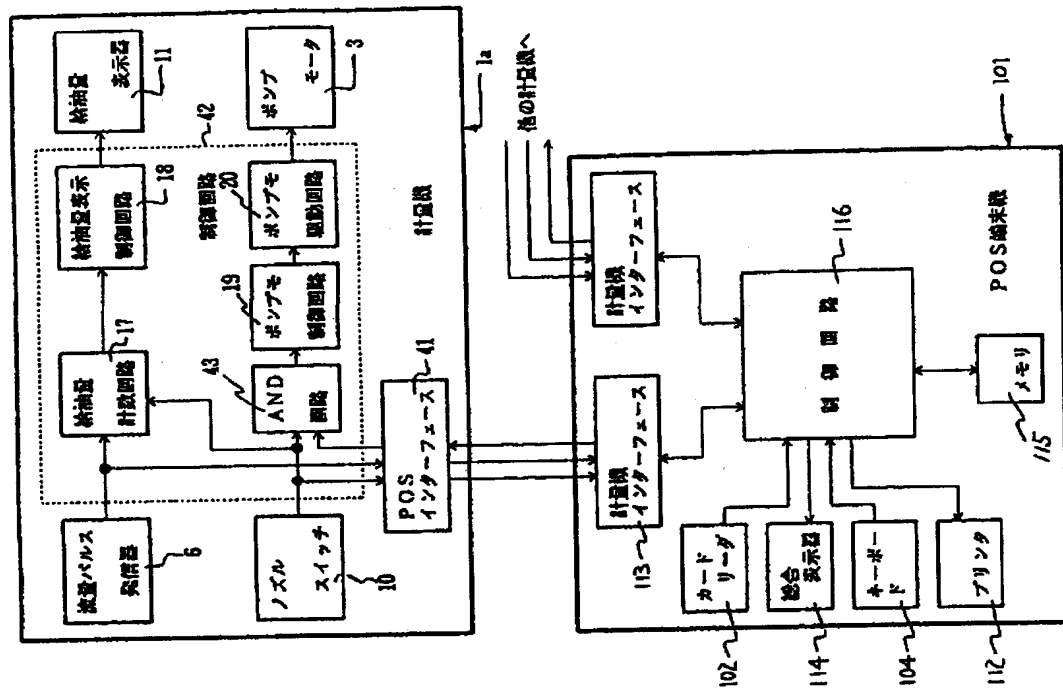 流量パルス
発信器
6
ノズル
スイッチ
10
給油量
計数回路
17
AND
回路
43
給油量表示
制御回路
18
制御回路
42
ポンプモ
制御回路
19
ポンプモ
駆動回路
20
給油量
表示器
11
ポンプ
モータ
3
計量機
1a
POS
インターフェース
41
他の計量機へ
計量機
インターフェース
113
計量機
インターフェース
カード
リーダ
102
総合
表示器
114
キーボー
ド
104
プリンタ
112
制御回路
116
メモリ
115
POS端末機
101